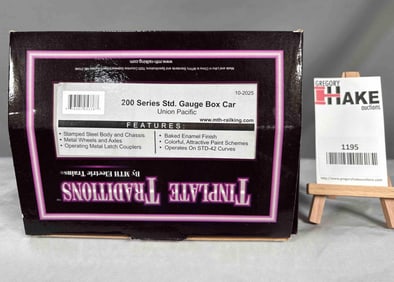 10-2025
200 Series Std. Gauge Box Car
Union Pacific
www.mth-railking.com
FEATURES
• Stamped Steel Body and Chassis
• Metal Wheels and Axles
• Operating Metal Latch Couplers
• Baked Enamel Finish
• Colorful, Attractive Paint Schemes
• Operates On STD-42 Curves
TINPLATE TRADITIONS
By MTH Electric Trains®
www.mth-railking.com
GREGORY
HAKE
auctions
1195